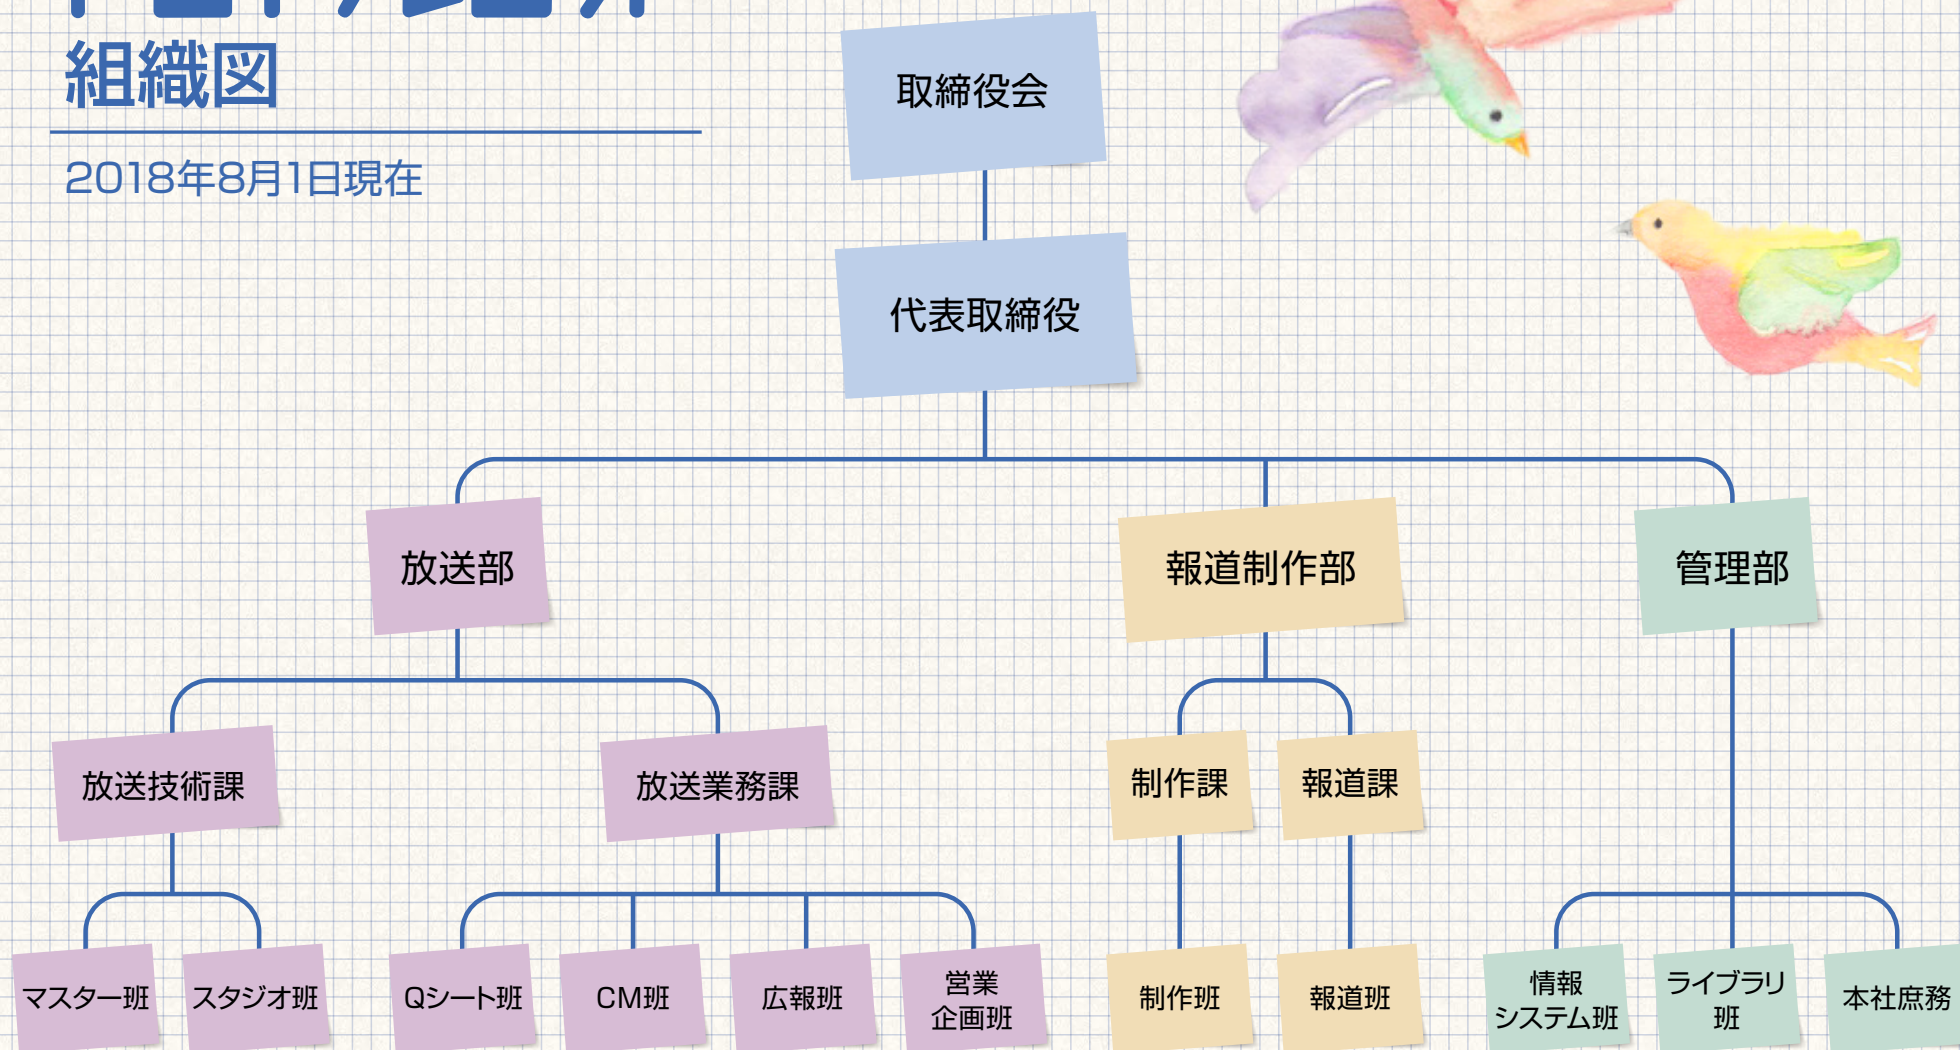 組織図
2018年8月1日現在
取締役会
代表取締役
放送部
報道制作部
管理部
放送技術課
放送業務課
制作課
報道課
マスター班
スタジオ班
Qシート班
CM班
広報班
営業
企画班
制作班
報道班
情報
システム班
ライブラリ
班
本社庶務